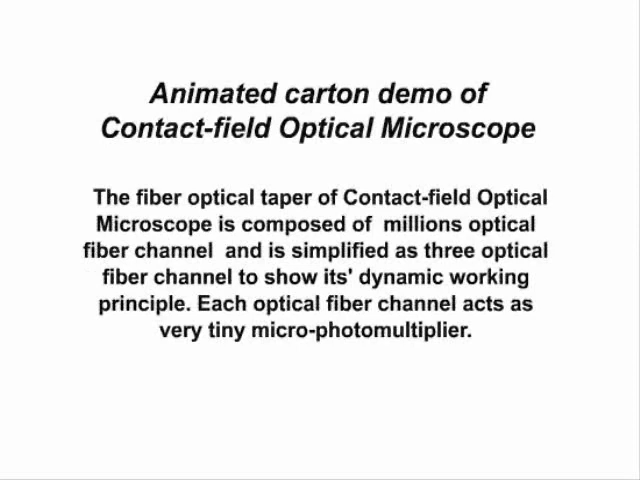 Animated carton demo of
Contact-field Optical Microscope
The fiber optical taper of Contact-field Optical
Microscope is composed of millions optical
fiber channel and is simplified as three optical
fiber channel to show its' dynamic working
principle. Each optical fiber channel acts as
very tiny micro-photomultiplier.